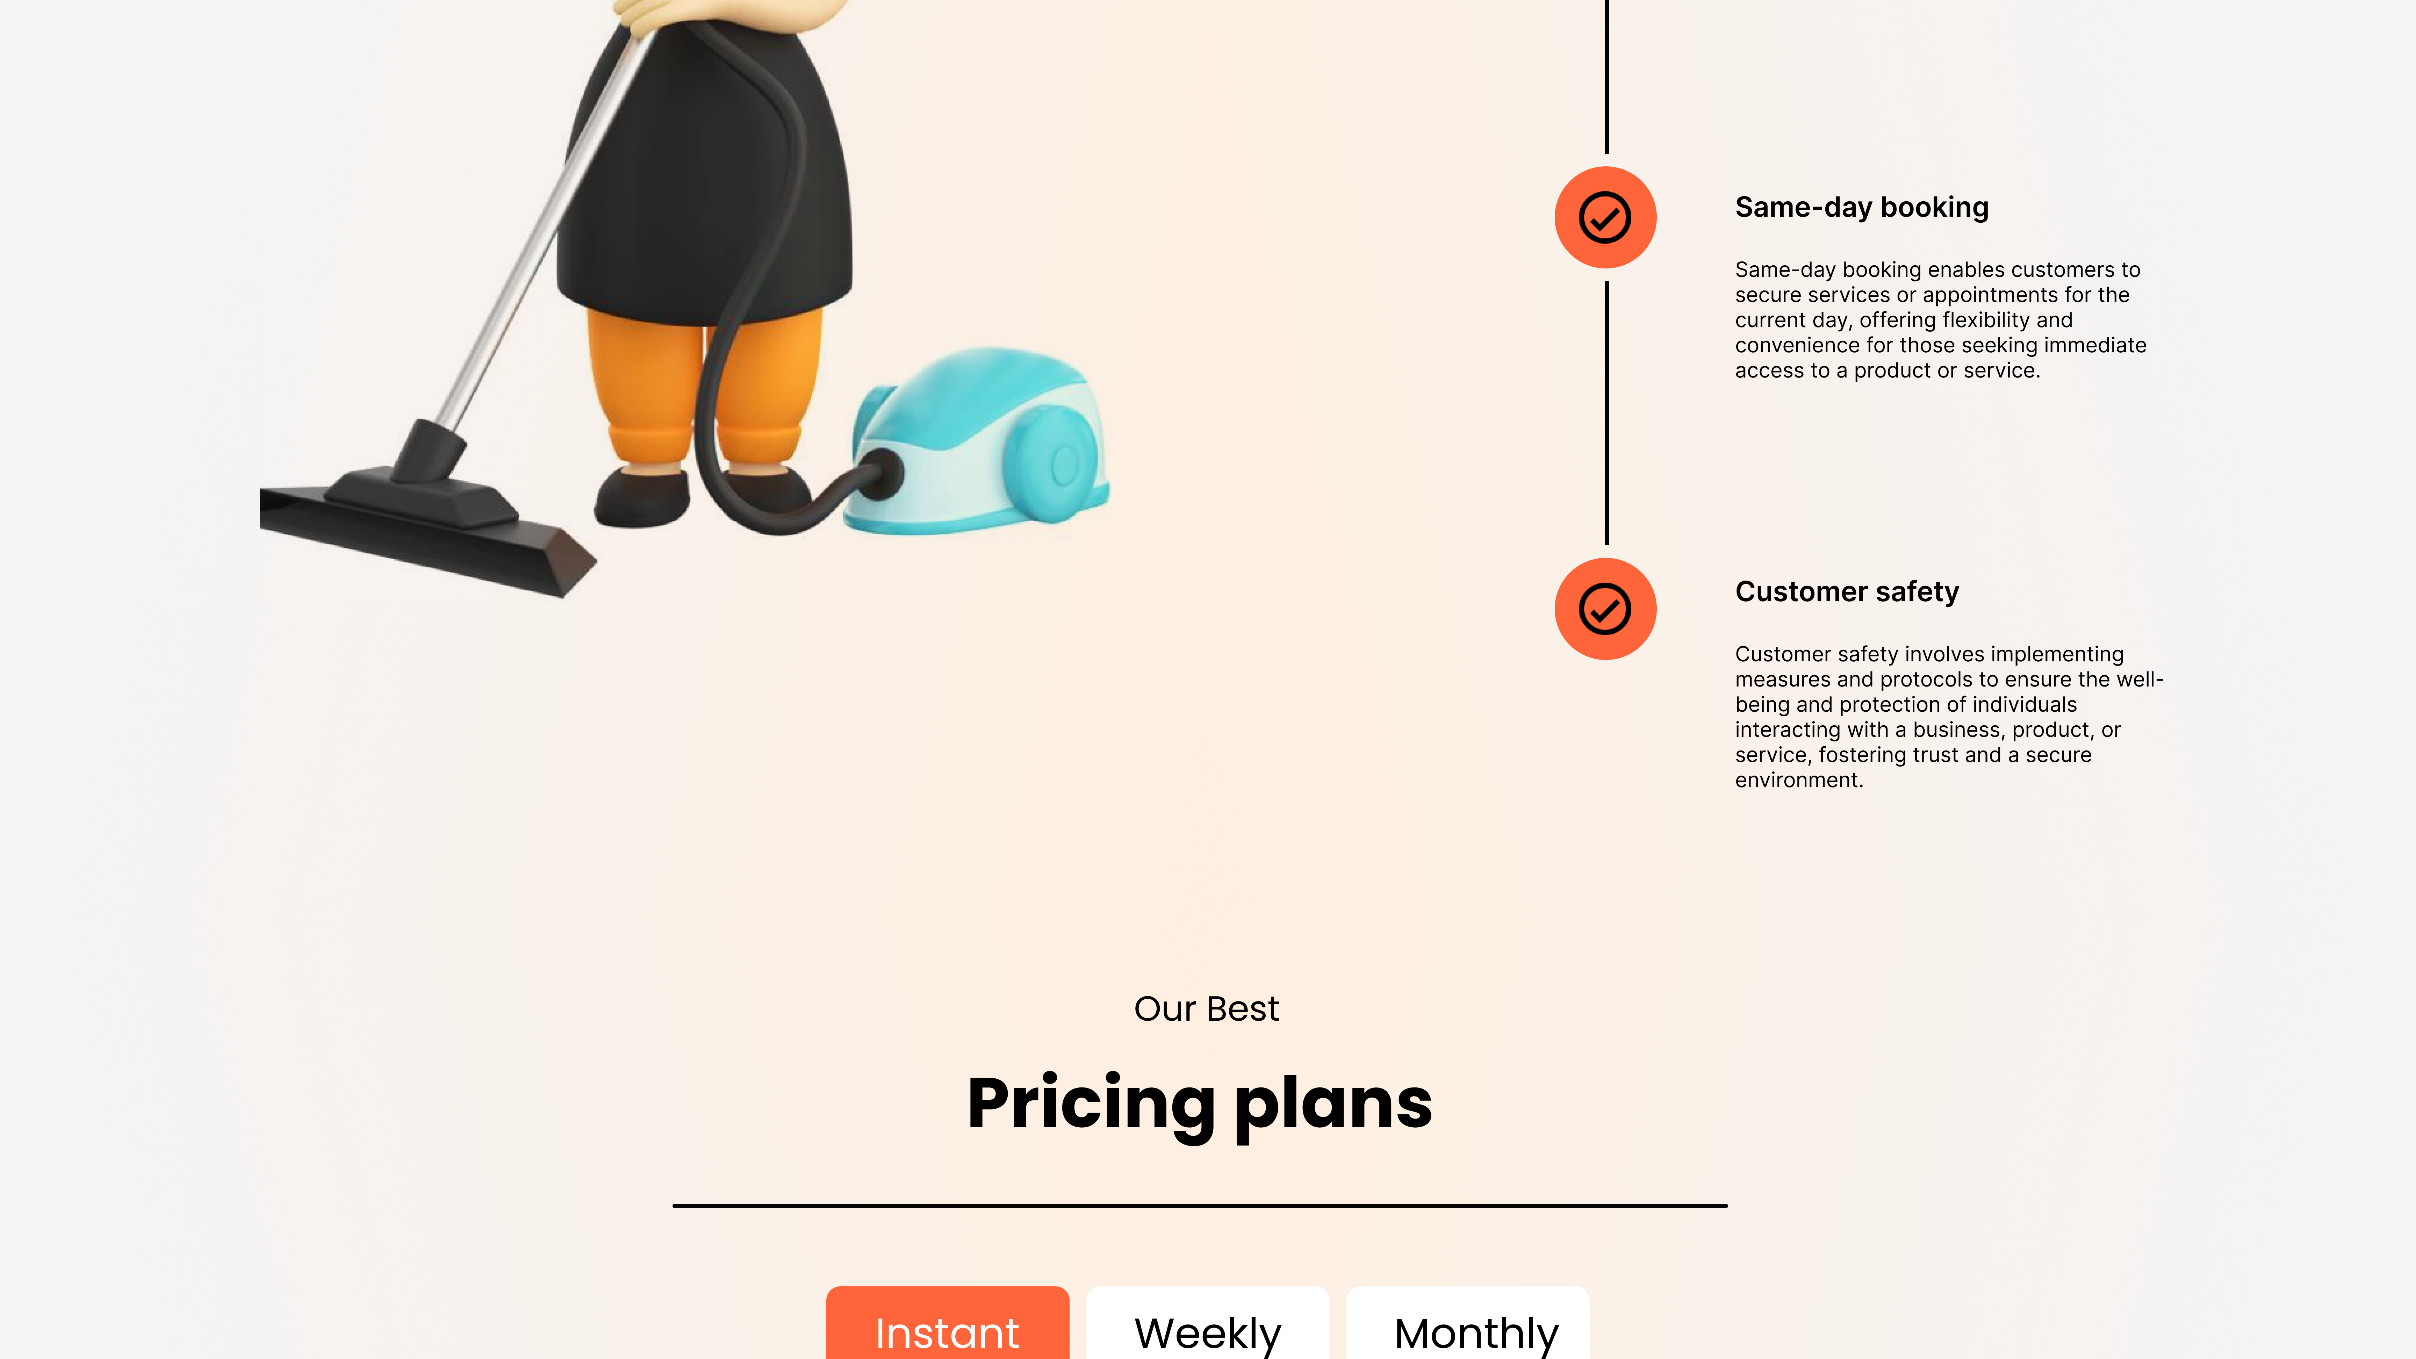 Same-day booking
Same-day booking enables customers to
secure services or appointments for the
current day, offering flexibility and
convenience for those seeking immediate
access to a product or service.
Customer safety
Customer safety involves implementing
measures and protocols to ensure the well-
being and protection of individuals
interacting with a business, product, or
service, fostering trust and a secure
environment.
Our Best
Pricing plans
Instant
Weekly
Monthly